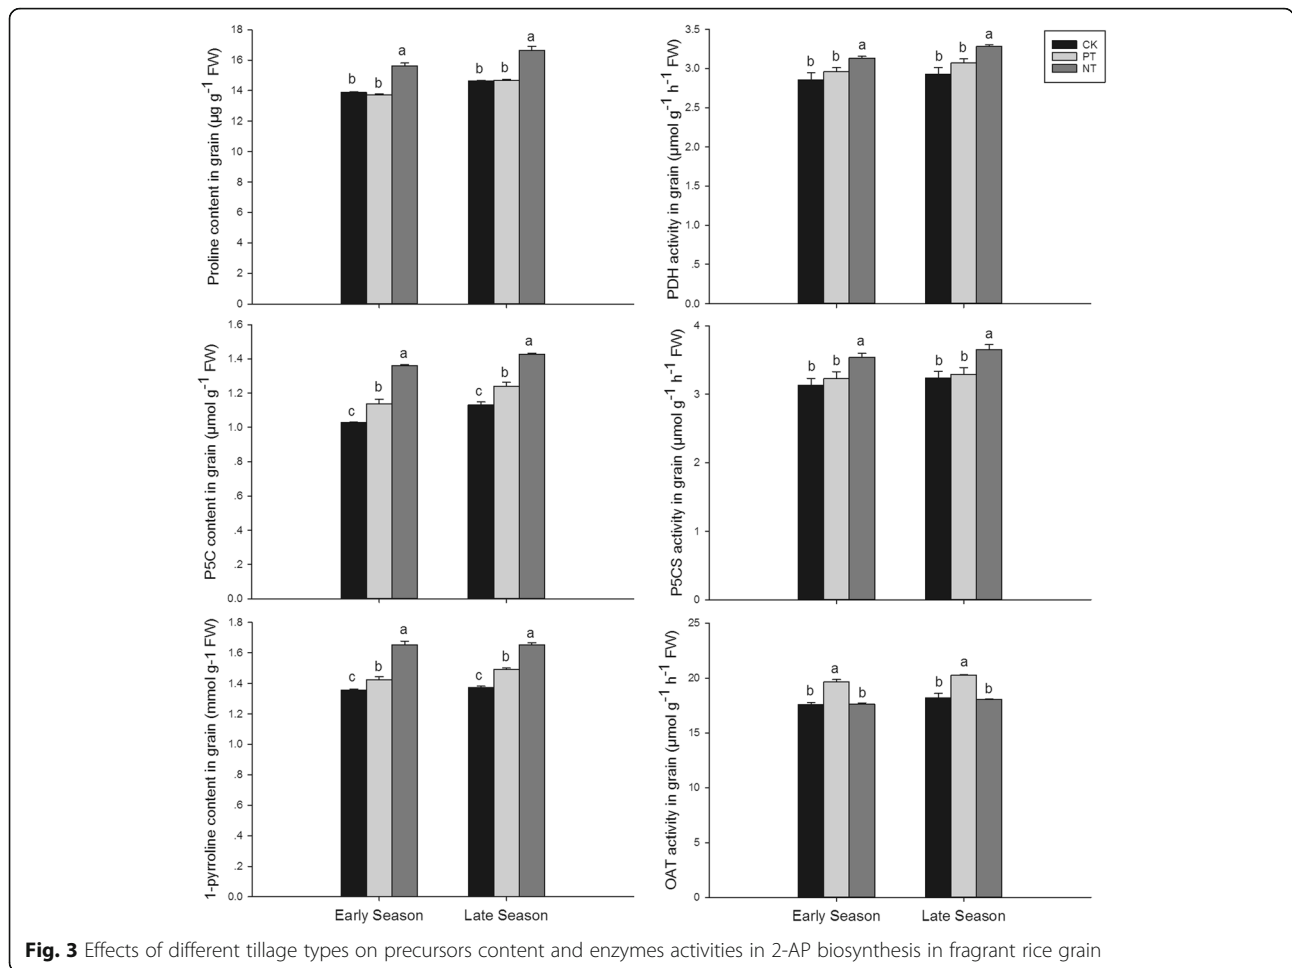 Proline content in grain (µg g-1 FW)
18
16
14
12
10
8
6
4
2
0
b b a
b b a
PDH activity in grain (µmol g-1 h-1 FW)
3.5
3.0
2.5
2.0
1.5
1.0
.5
0.0
b b a
b b a
CK
PT
NT
P5C content in grain (µmol g-1 FW)
1.6
1.4
1.2
1.0
.8
.6
.4
.2
0.0
c b a
c b a
P5CS activity in grain (µmol g-1 h-1 FW)
4
3
2
1
0
b b a
b b a
1-pyrroline content in grain (mmol g-1 FW)
1.8
1.6
1.4
1.2
1.0
.8
.6
.4
.2
0.0
c b a
c b a
Early Season Late Season
OAT activity in grain (µmol g-1 h-1 FW)
25
20
15
10
5
0
b a b
b a b
Early Season Late Season
Fig. 3 Effects of different tillage types on precursors content and enzymes activities in 2-AP biosynthesis in fragrant rice grain